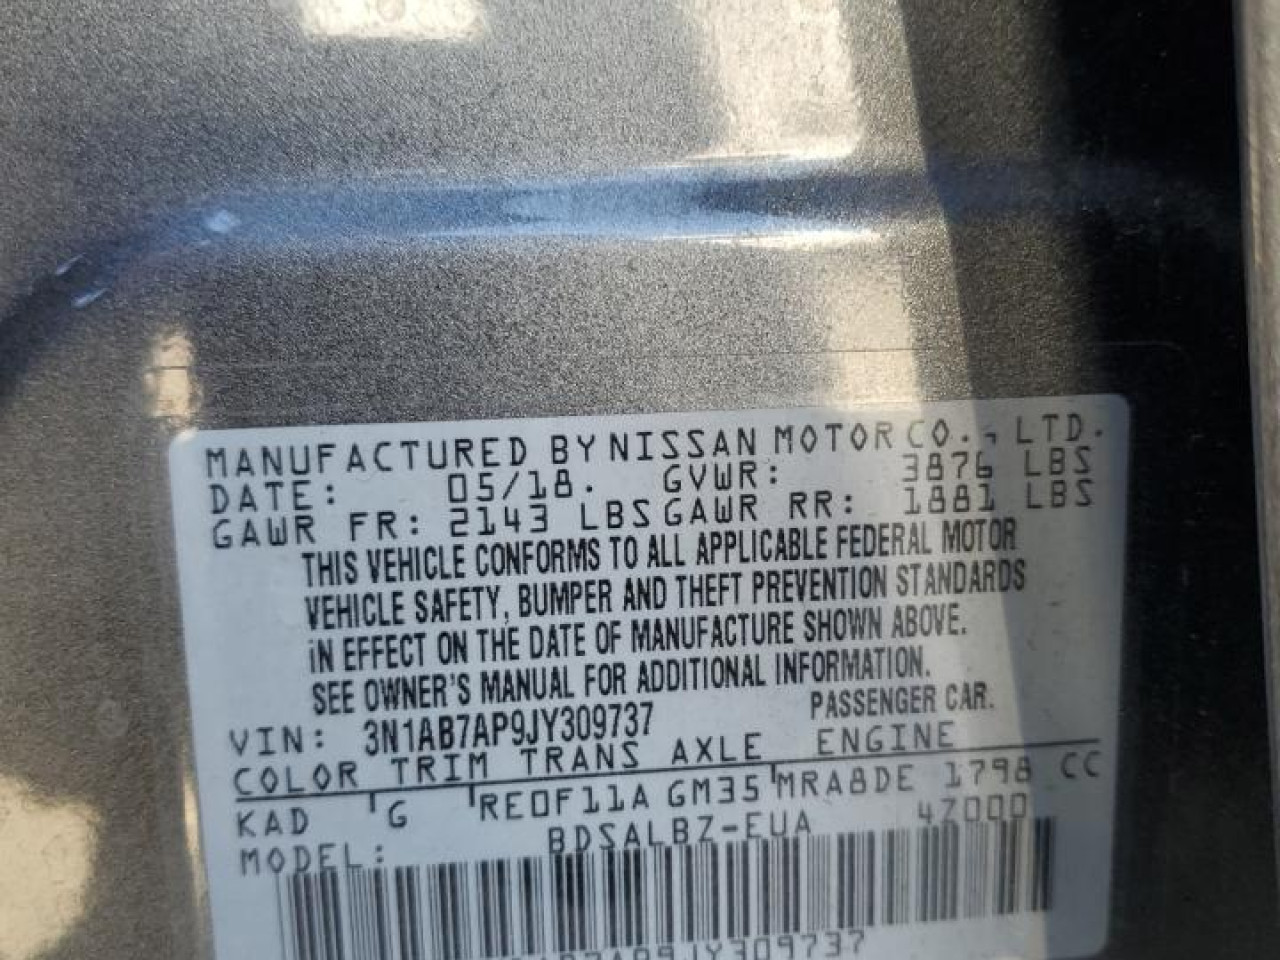 MANUFACTURED BY NISSAN MOTOR CO., LTD.
DATE: 05/18. GVWR: 3876 LBS
GAWR FR: 2143 LBS GAWR RR: 1881 LBS
THIS VEHICLE CONFORMS TO ALL APPLICABLE FEDERAL MOTOR
VEHICLE SAFETY, BUMPER AND THEFT PREVENTION STANDARDS
IN EFFECT ON THE DATE OF MANUFACTURE SHOWN ABOVE.
SEE OWNER'S MANUAL FOR ADDITIONAL INFORMATION.
VIN: 3N1AB7AP9JY309737 PASSENGER CAR.
COLOR TRIM TRANS AXLE ENGINE
KAD G RE0F11A GM35 MRA8DE 1798 CC
MODEL: BDSALBZ-EUA 4Z000
3N1AB7AP9JY309737